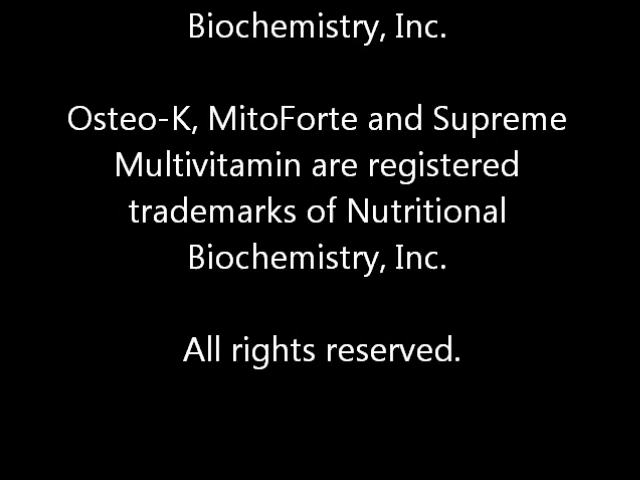 Biochemistry, Inc.
Osteo-K, MitoForte and Supreme
Multivitamin are registered
trademarks of Nutritional
Biochemistry, Inc.
All rights reserved.